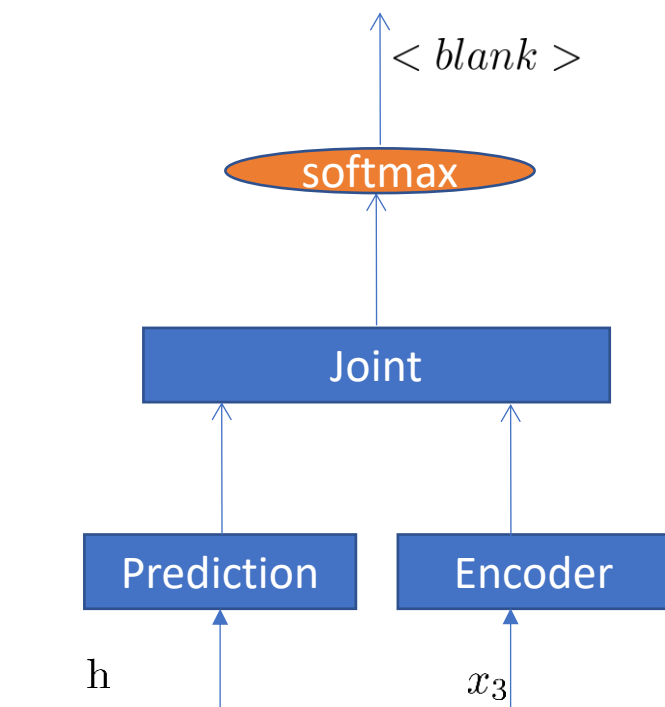 < blank >
softmax
Joint
Prediction Encoder
h x₃